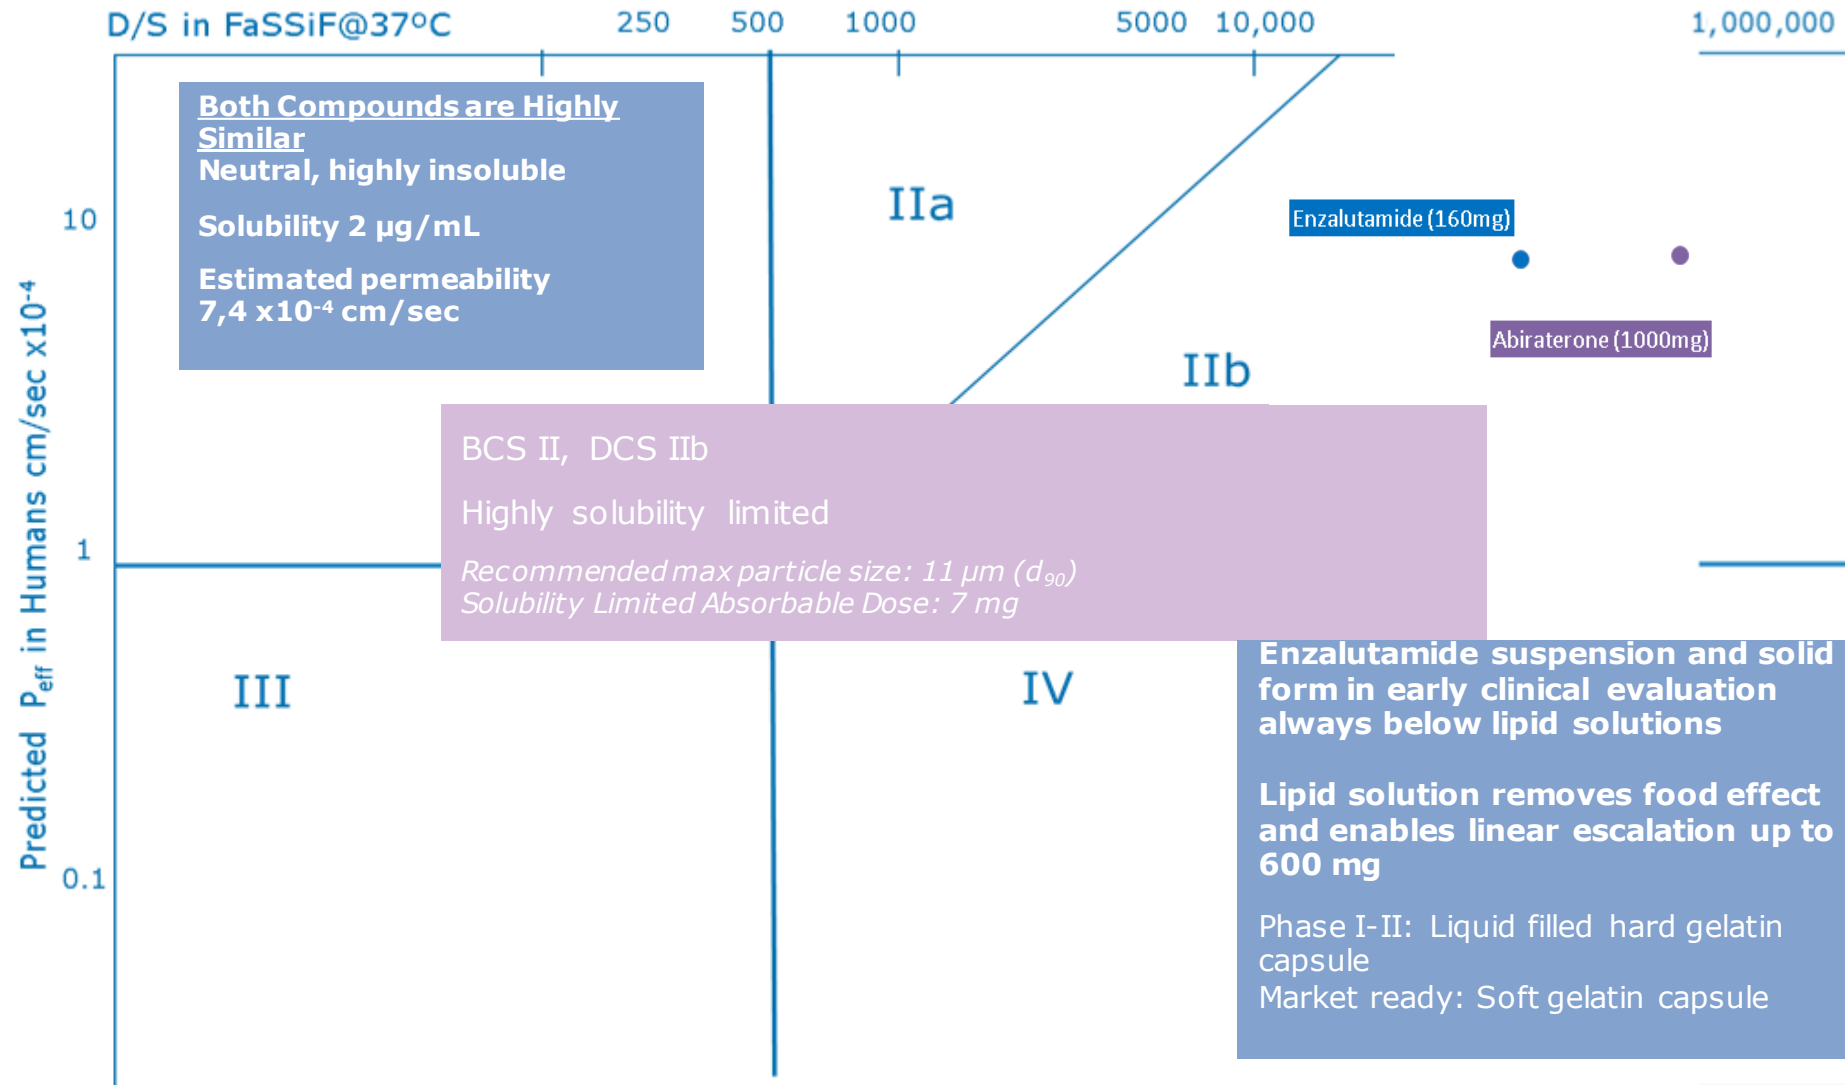 D/S in FaSSiF@37ºC 250 500 1000 5000 10,000 1,000,000
Both Compounds are Highly
Similar
Neutral, highly insoluble
Solubility 2 µg/mL
Estimated permeability
7,4 x10⁻⁴ cm/sec
IIa
10
Enzalutamide (160mg)
Abiraterone (1000mg)
IIb
Predicted P_eff in Humans cm/sec x10⁻⁴
BCS II, DCS IIb
Highly solubility limited
1
Recommended max particle size: 11 µm (d₉₀)
Solubility Limited Absorbable Dose: 7 mg
III
IV
0.1
Enzalutamide suspension and solid
form in early clinical evaluation
always below lipid solutions
Lipid solution removes food effect
and enables linear escalation up to
600 mg
Phase I-II: Liquid filled hard gelatin
capsule
Market ready: Soft gelatin capsule